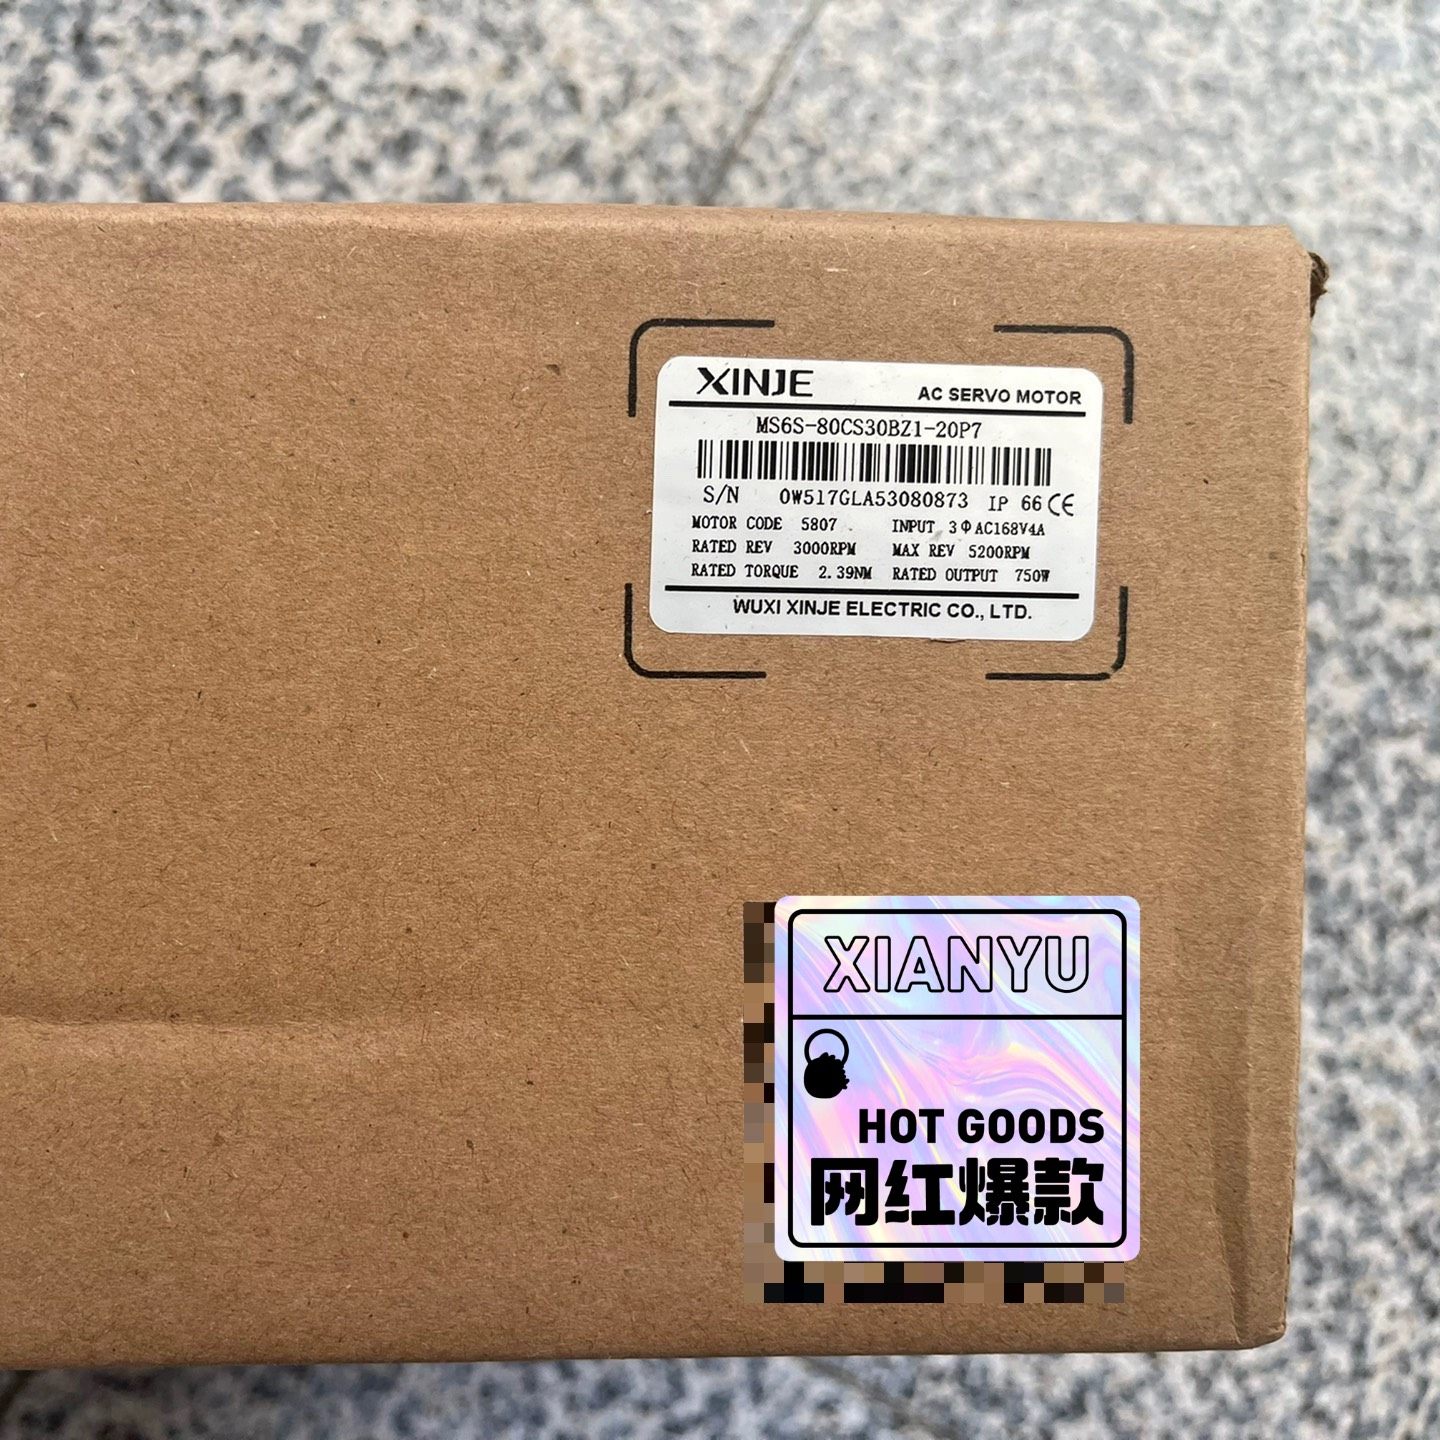 XINJE
AC SERVO MOTOR
MS6S-80CS30BZ1-20P7
S/N 0W517GLA53080873 IP 66 CE
MOTOR CODE 5807 INPUT 3ΦAC168V4A
RATED REV 3000RPM MAX REV 5200RPM
RATED TORQUE 2.39NM RATED OUTPUT 750W
WUXI XINJE ELECTRIC CO., LTD.
XIANYU
HOT GOODS
网红爆款